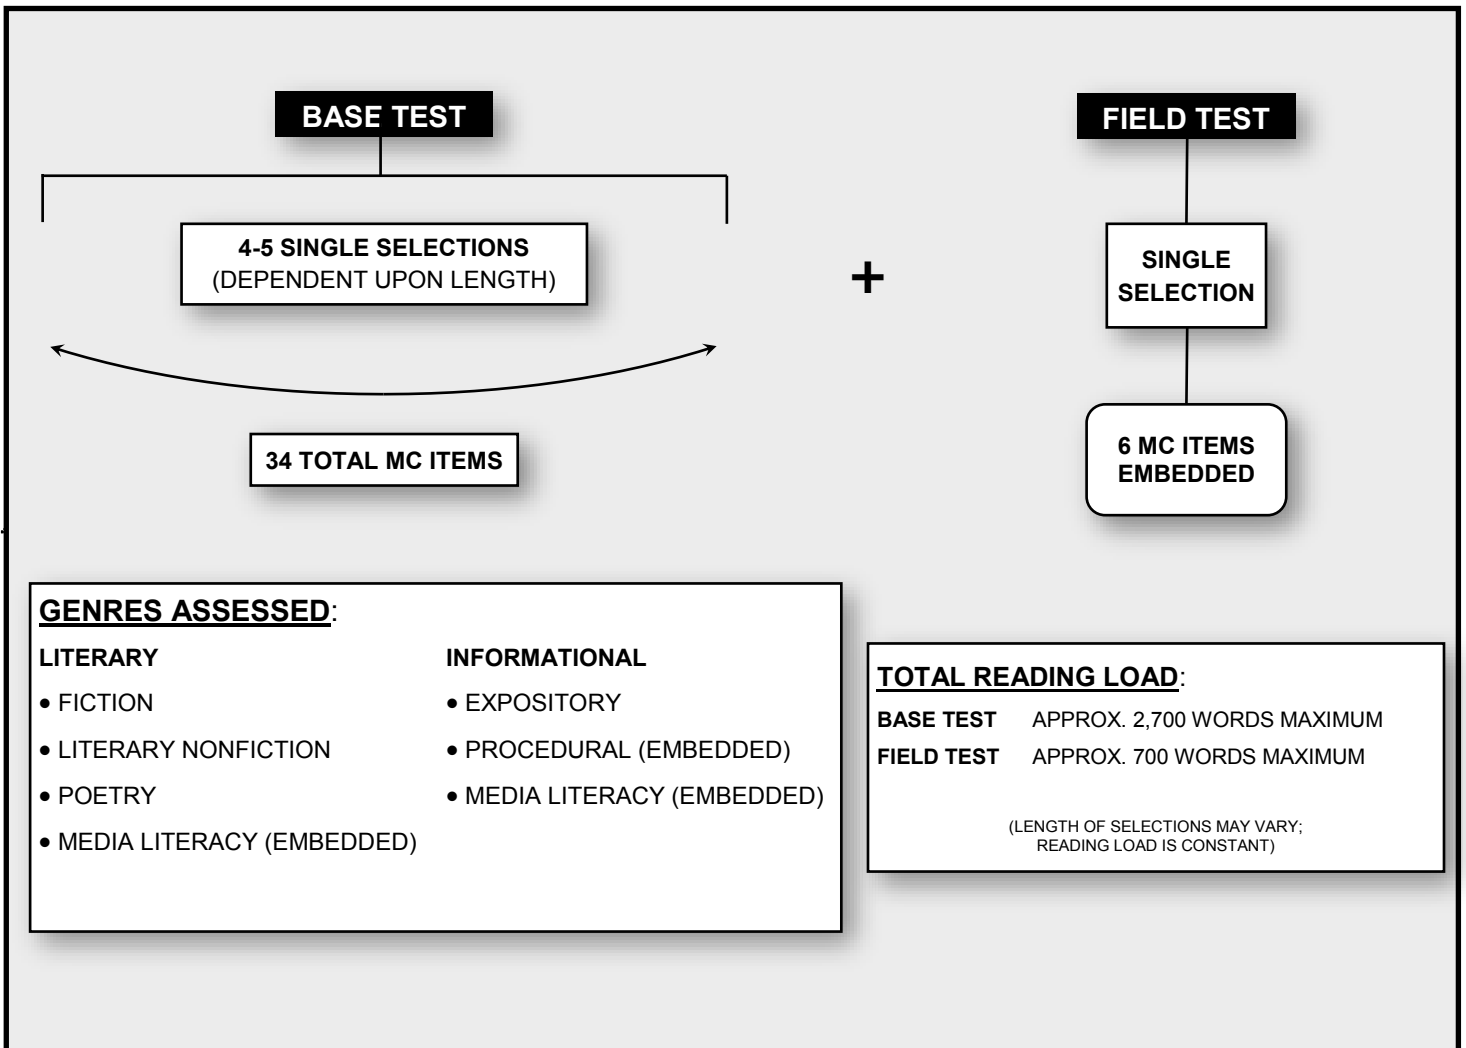 BASE TEST
4-5 SINGLE SELECTIONS
(DEPENDENT UPON LENGTH)
34 TOTAL MC ITEMS
+
FIELD TEST
SINGLE
SELECTION
6 MC ITEMS
EMBEDDED
GENRES ASSESSED:
LITERARY
• FICTION
• LITERARY NONFICTION
• POETRY
• MEDIA LITERACY (EMBEDDED)
INFORMATIONAL
• EXPOSITORY
• PROCEDURAL (EMBEDDED)
• MEDIA LITERACY (EMBEDDED)
TOTAL READING LOAD:
BASE TEST APPROX. 2,700 WORDS MAXIMUM
FIELD TEST APPROX. 700 WORDS MAXIMUM
(LENGTH OF SELECTIONS MAY VARY;
READING LOAD IS CONSTANT)